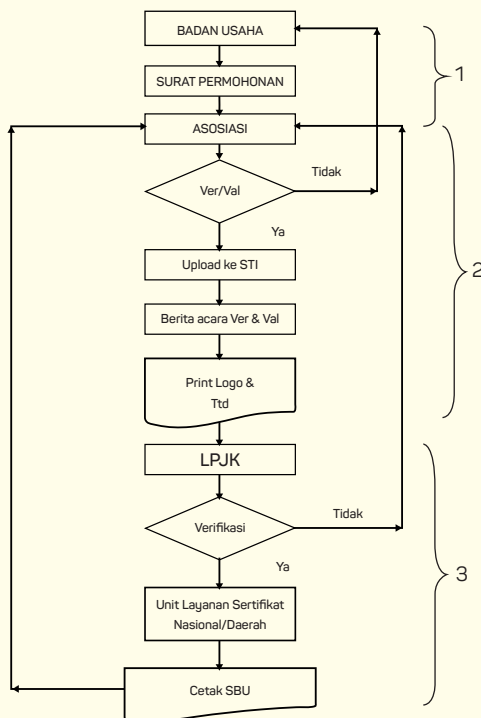 BADAN USAHA
1
SURAT PERMOHONAN
ASOSIASI
Tidak
Ver/Val
Ya
2
Upload ke STI
Berita acara Ver & Val
Print Logo &
Ttd
LPJK
Tidak
Verifikasi
Ya
3
Unit Layanan Sertifikat
Nasional/Daerah
Cetak SBU